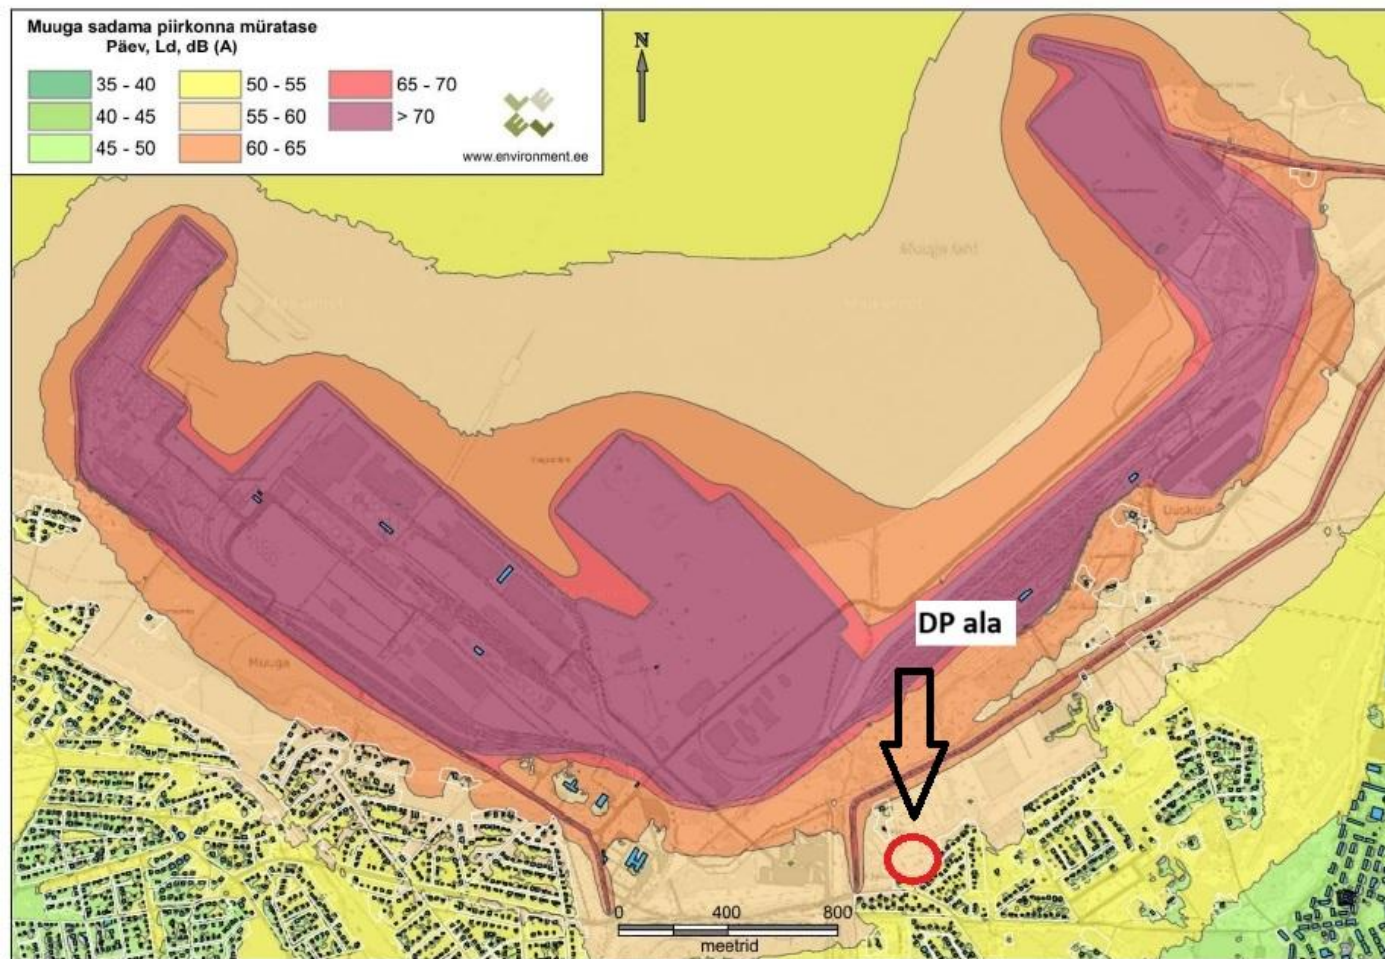 Muuga sadama piirkonna müratase
Päev, Ld, dB (A)
35 - 40
50 - 55
65 - 70
40 - 45
55 - 60
> 70
45 - 50
60 - 65
www.environment.ee
N
Muuga laht
Uusküla
DP ala
Muuga
0 400 800
meetrid